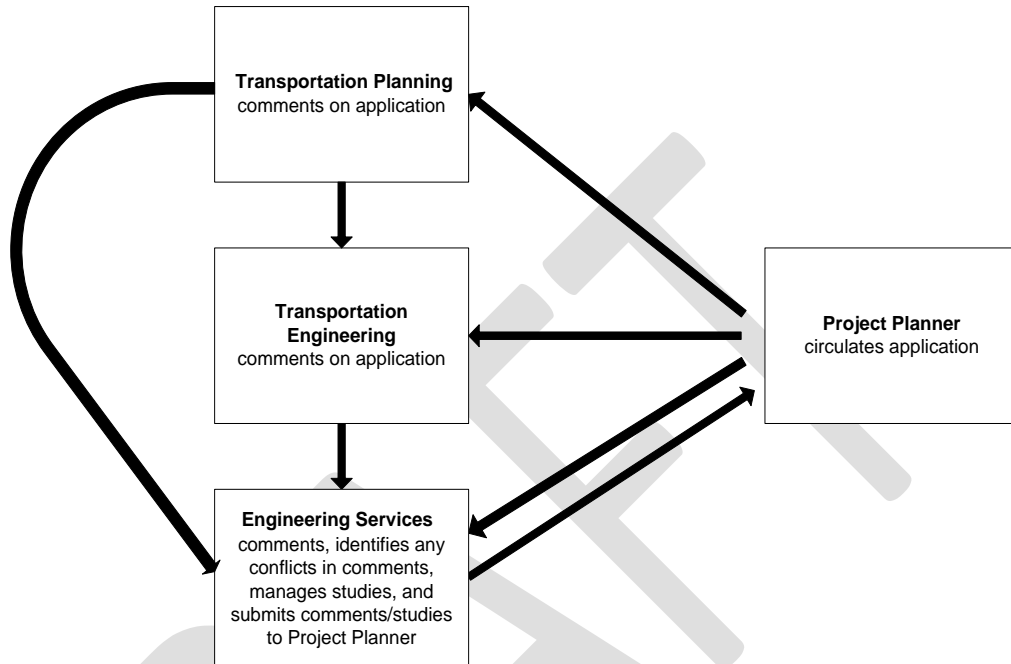 Transportation Planning
comments on application
Transportation
Engineering
comments on application
Project Planner
circulates application
Engineering Services
comments, identifies any
conflicts in comments,
manages studies, and
submits comments/studies
to Project Planner